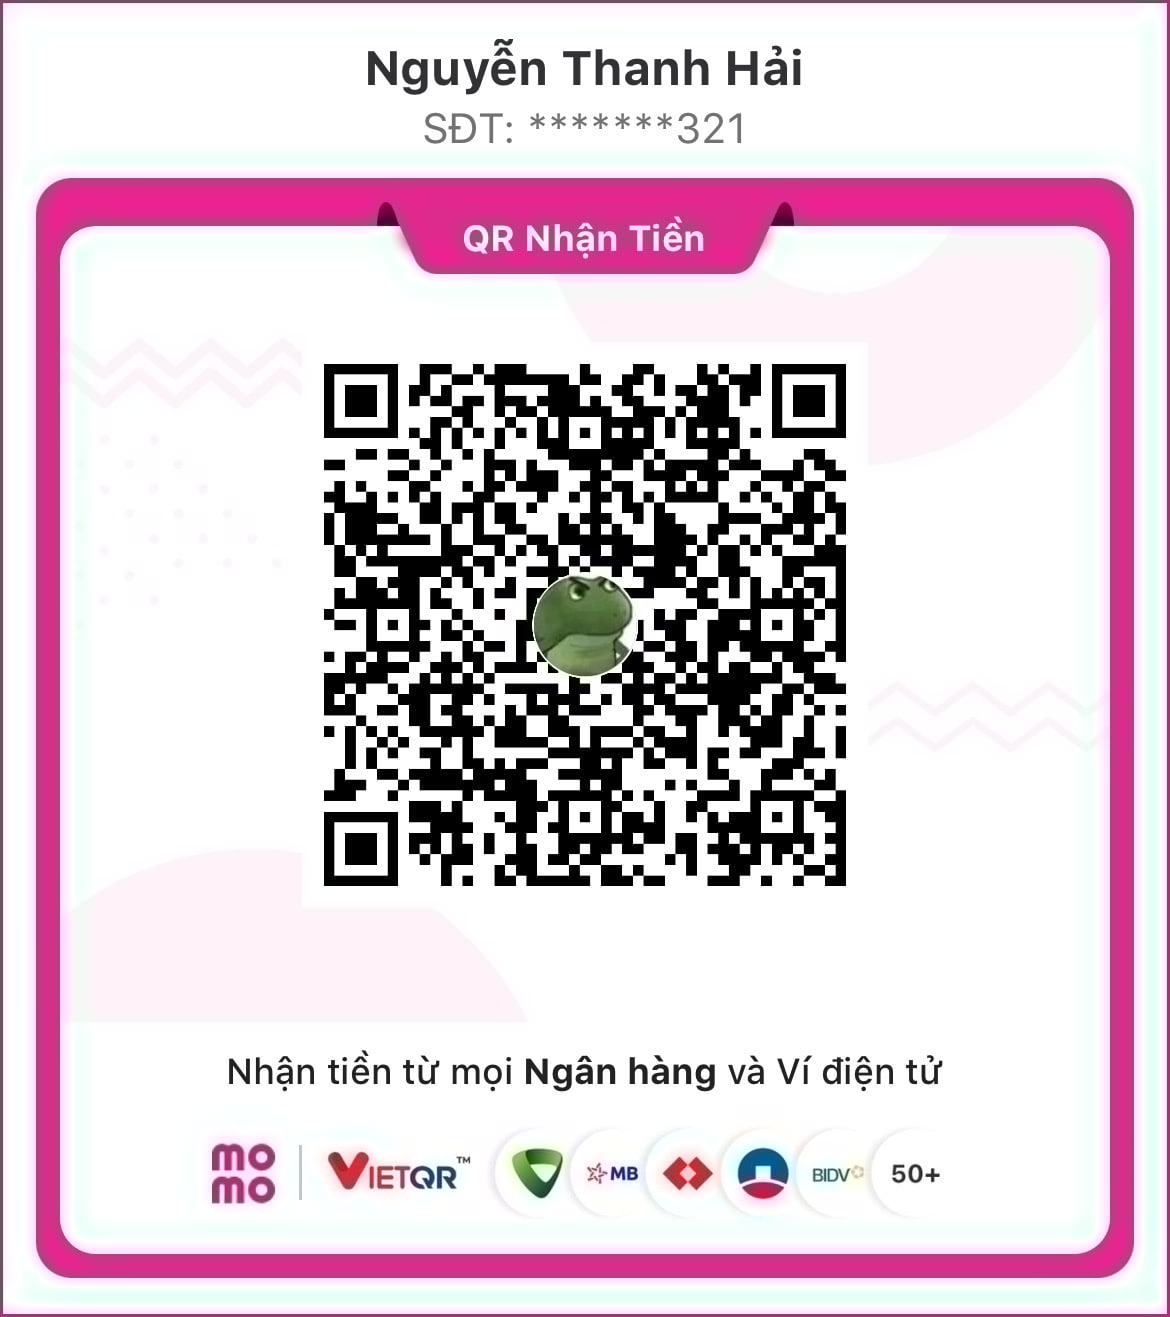 Nguyễn Thanh Hải
SĐT: *******321
QR Nhận Tiền
Nhận tiền từ mọi Ngân hàng và Ví điện tử
mo
mo
VIETQR™
MB
BIDV
50+